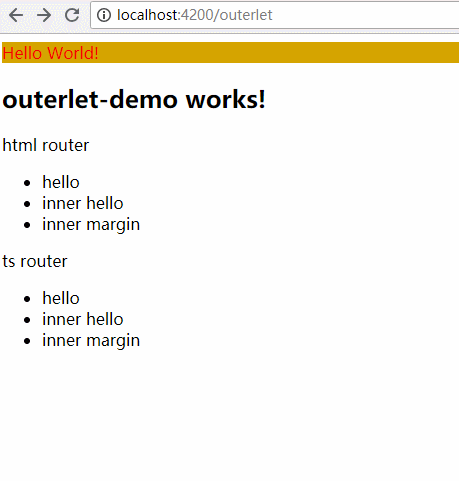 localhost:4200/outerlet
Hello World!
outerlet-demo works!
html router
hello
inner hello
inner margin
ts router
hello
inner hello
inner margin